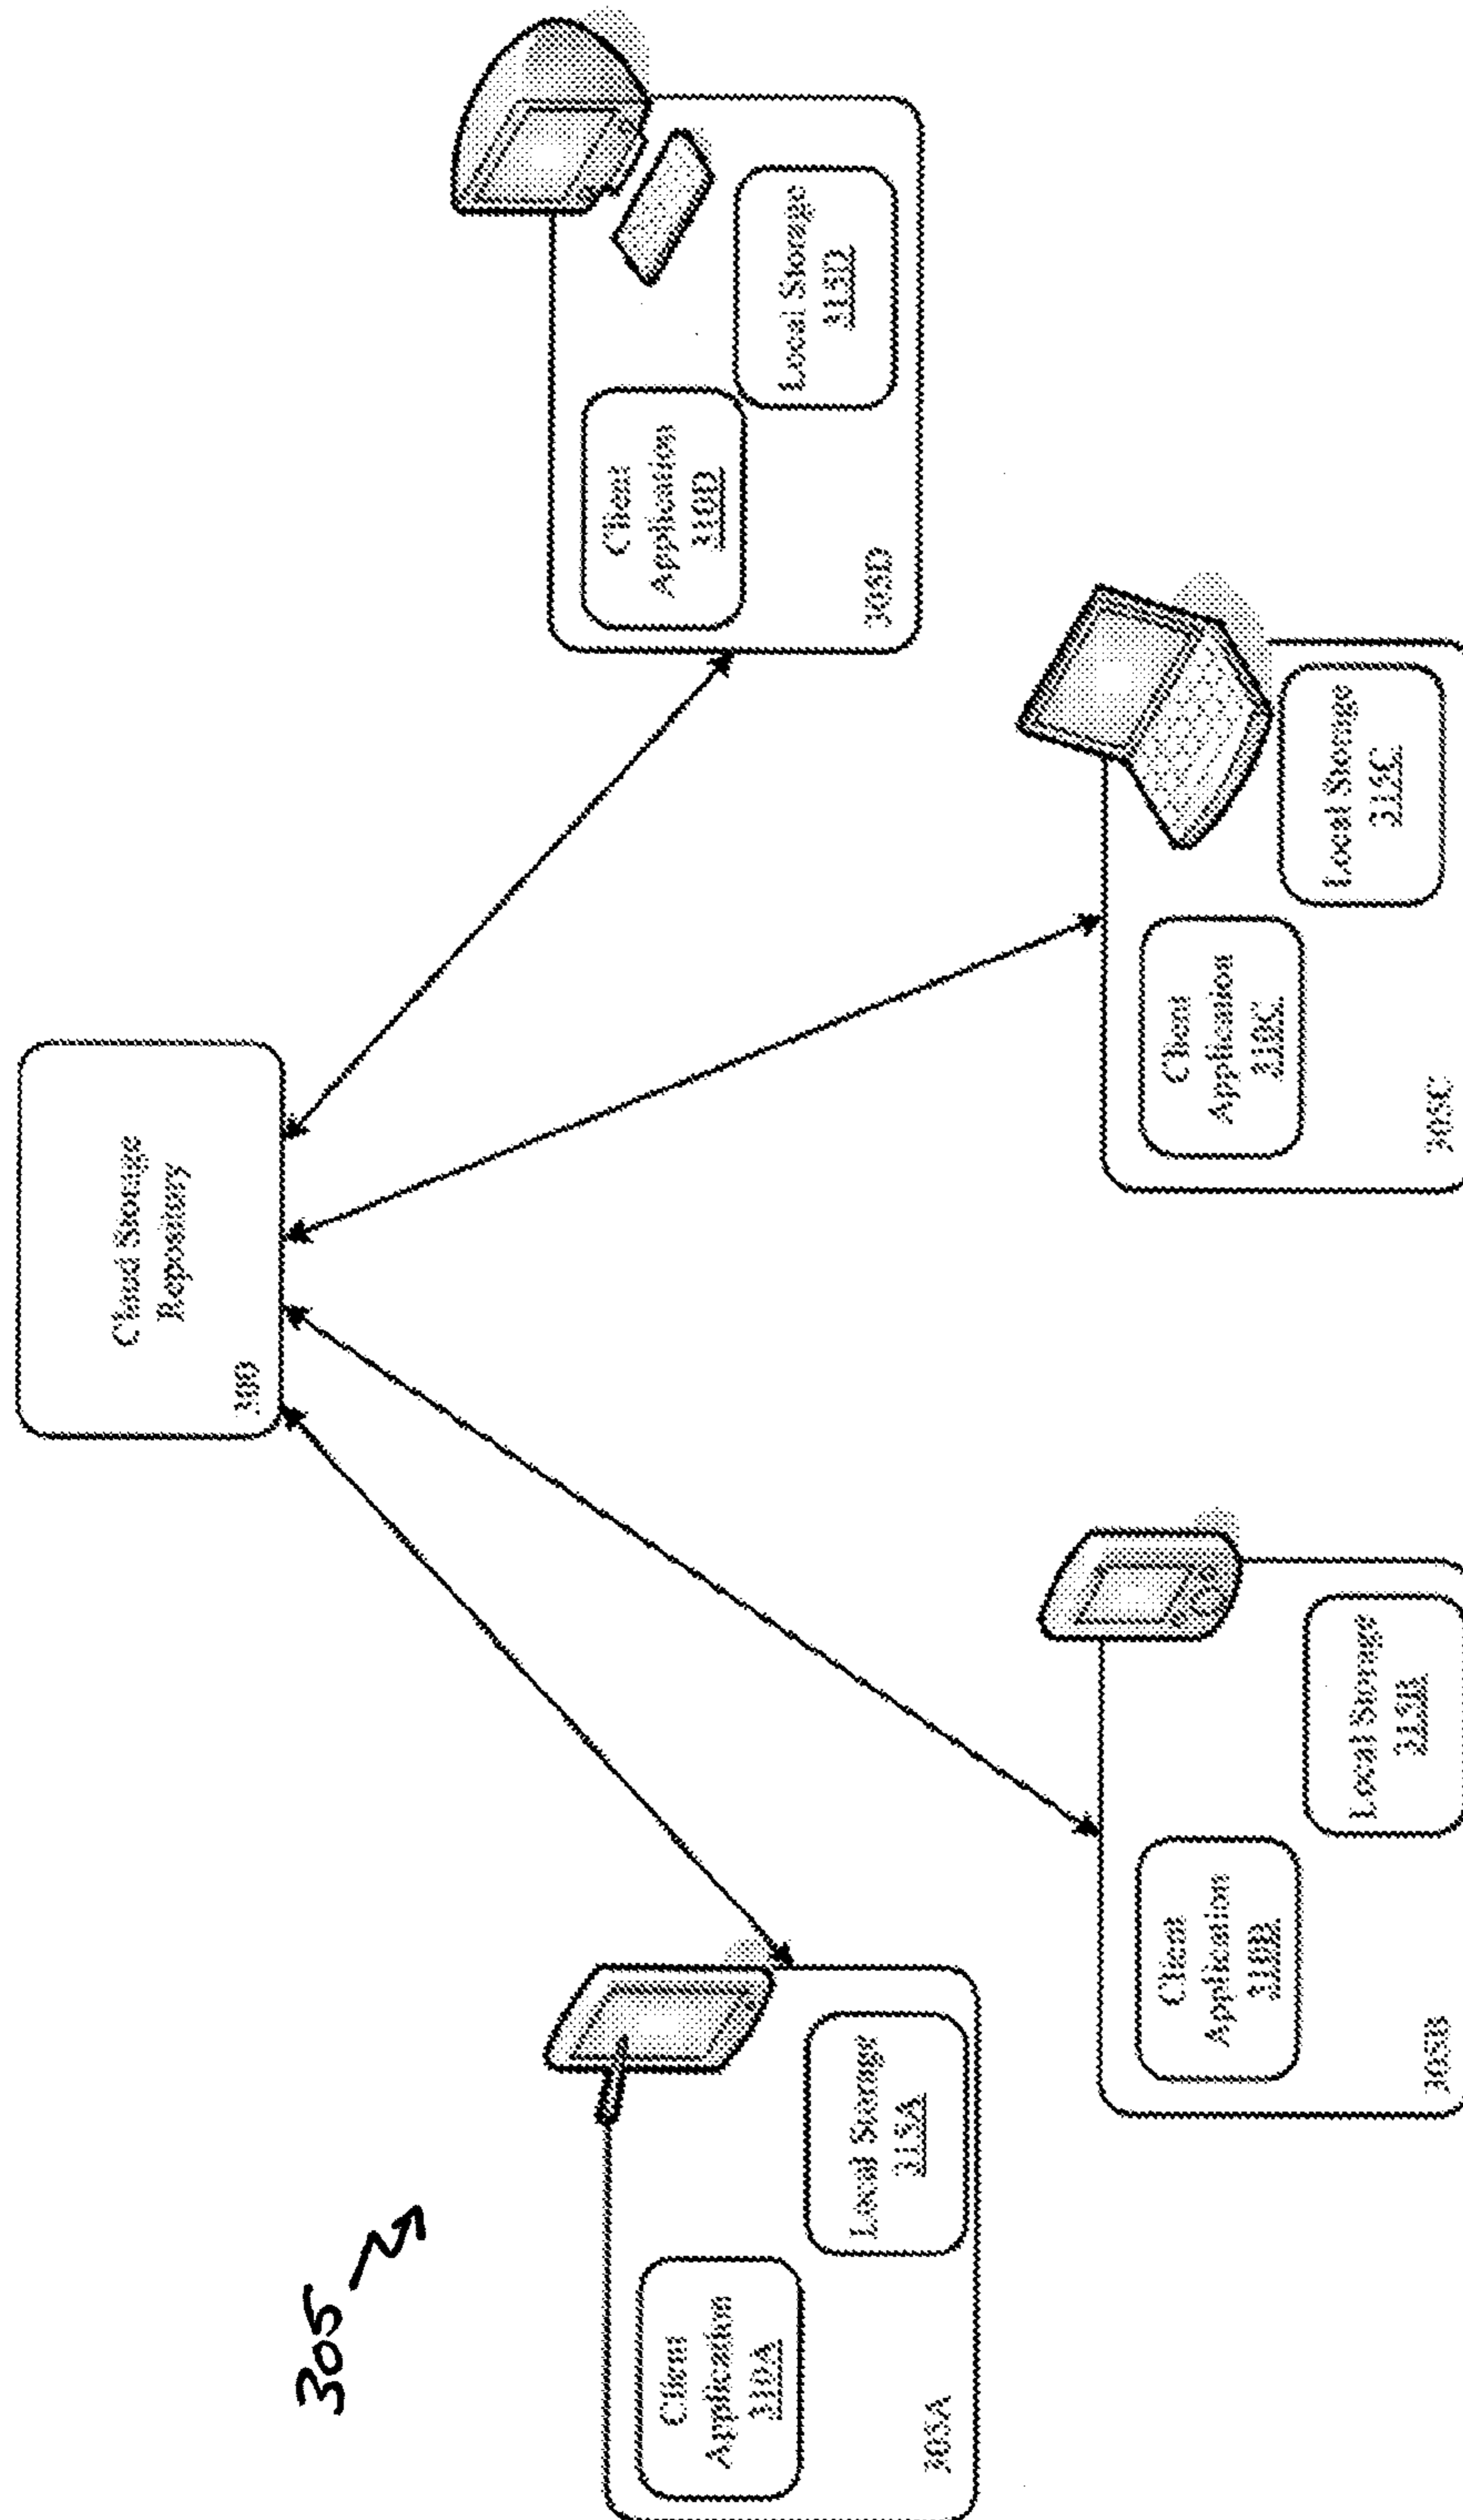 305
Cloud Storage
Repository
300
Client
Application
310A
Local Storage
315A
305A
Client
Application
310B
Local Storage
315B
305B
Client
Application
310C
Local Storage
315C
305C
Client
Application
310D
Local Storage
315D
305D